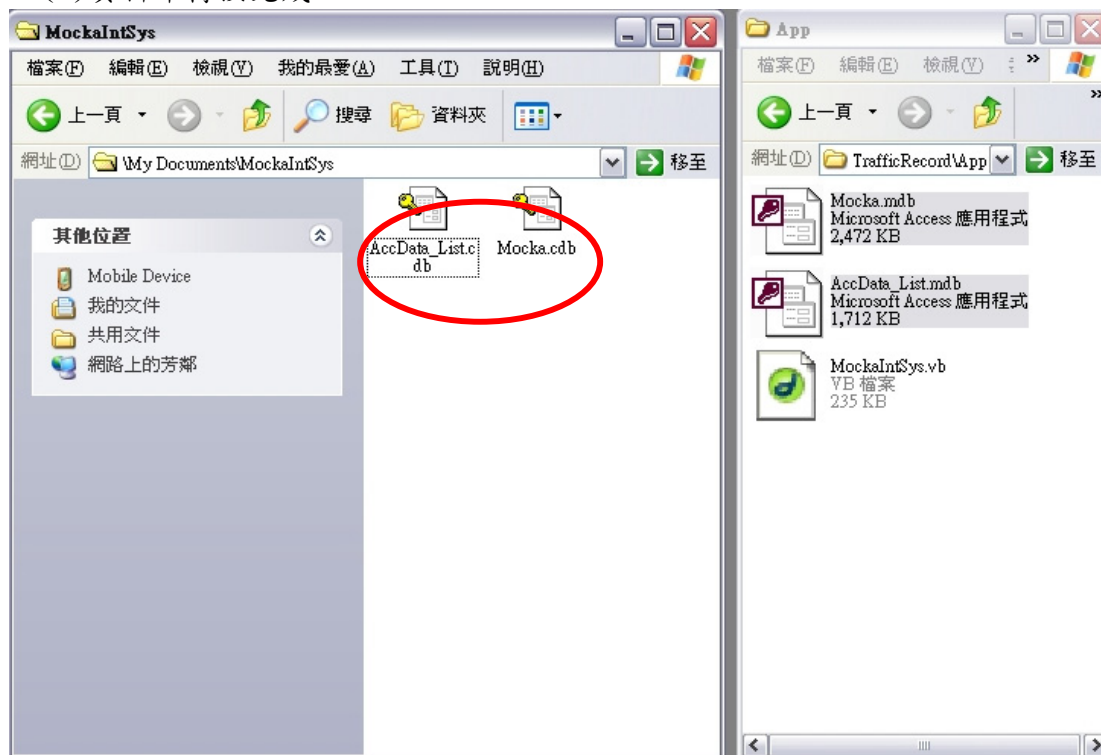 MockaIntSys
檔案(F) 編輯(E) 檢視(V) 我的最愛(A) 工具(T) 說明(H)
上一頁 搜尋 資料夾
網址(D) \My Documents\MockaIntSys 移至
其他位置
Mobile Device
我的文件
共用文件
網路上的芳鄰
AccData_List.c
db
Mocka.cdb
App
檔案(F) 編輯(E) 檢視(V) »
上一頁 »
網址(D) TrafficRecord\App 移至
Mocka.mdb
Microsoft Access 應用程式
2,472 KB
AccData_List.mdb
Microsoft Access 應用程式
1,712 KB
MockaIntSys.vb
VB 檔案
235 KB